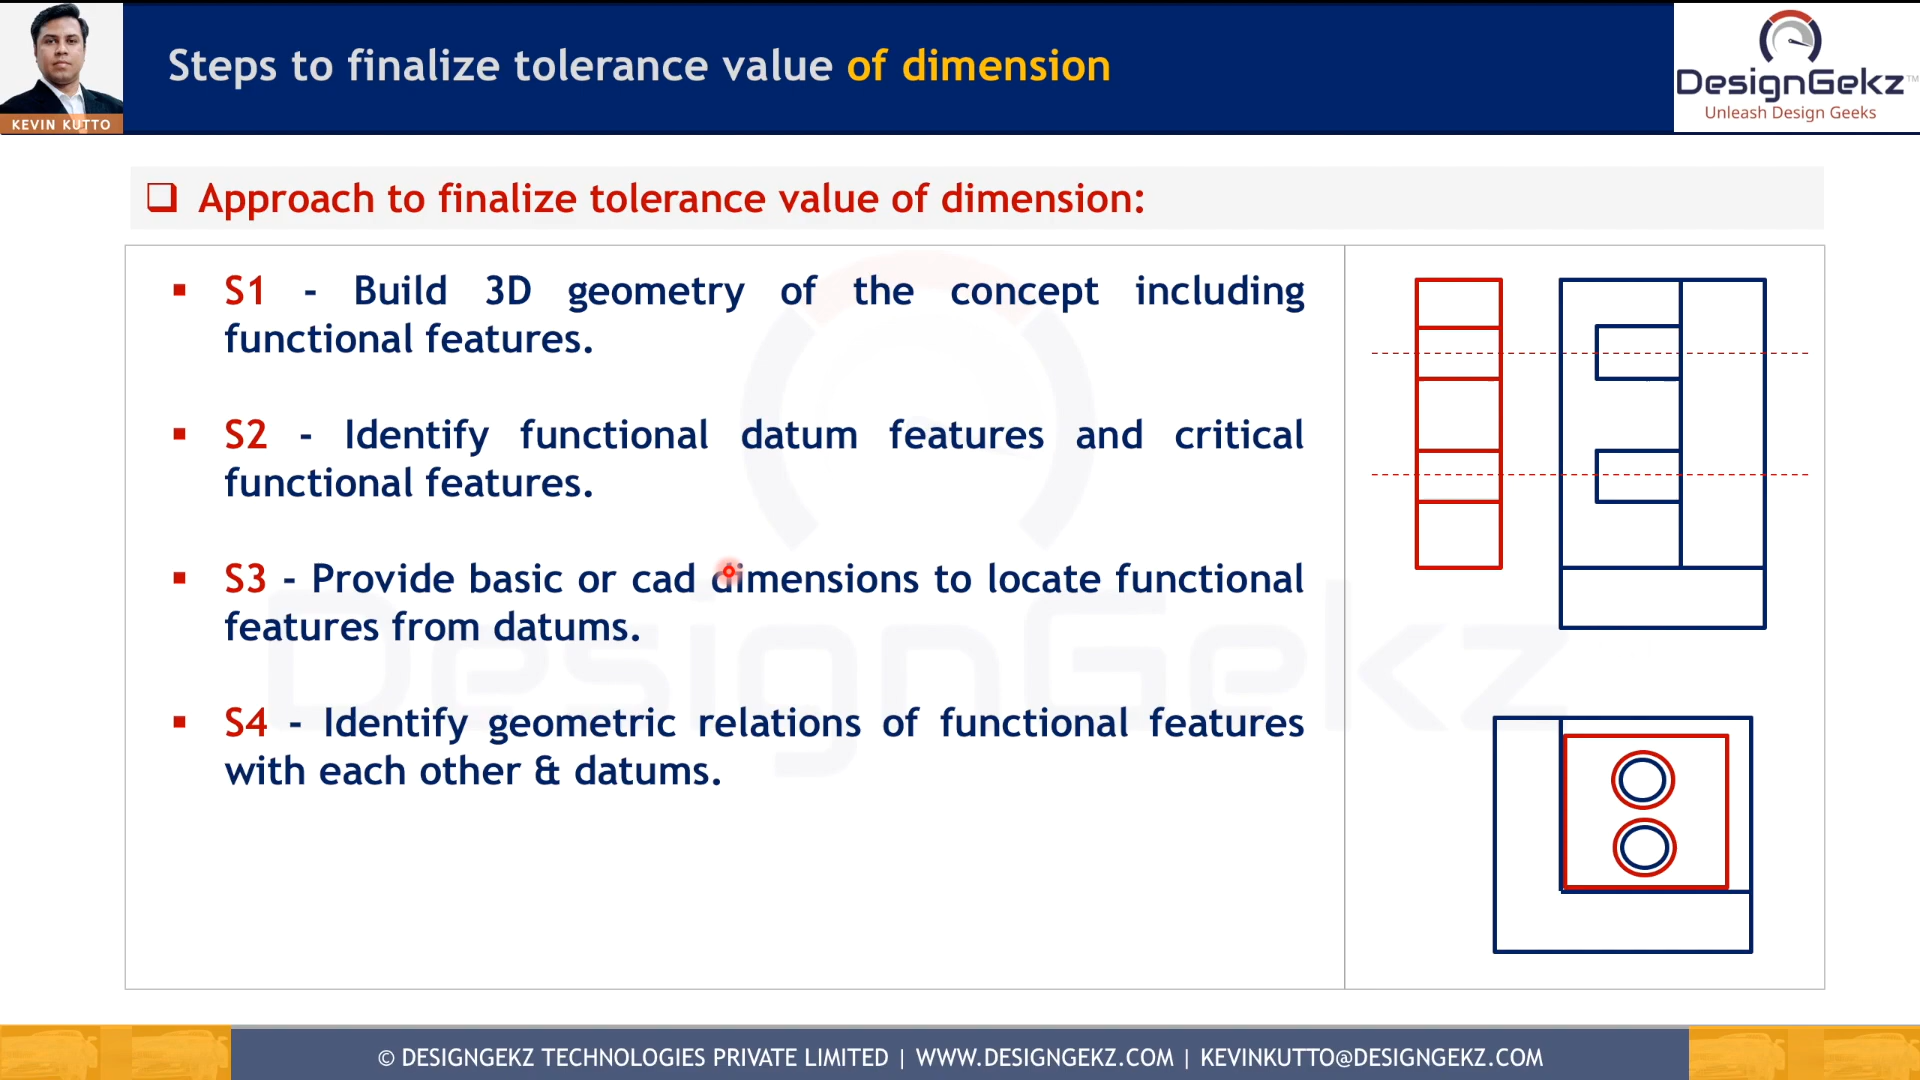 KEVIN KUTTO
Steps to finalize tolerance value of dimension
DesignGekz™
Unleash Design Geeks
Approach to finalize tolerance value of dimension:
S1 - Build 3D geometry of the concept including
functional features.
S2 - Identify functional datum features and critical
functional features.
S3 - Provide basic or cad dimensions to locate functional
features from datums.
S4 - Identify geometric relations of functional features
with each other & datums.
DesignGekz
© DESIGNGEKZ TECHNOLOGIES PRIVATE LIMITED | WWW.DESIGNGEKZ.COM | KEVINKUTTO@DESIGNGEKZ.COM